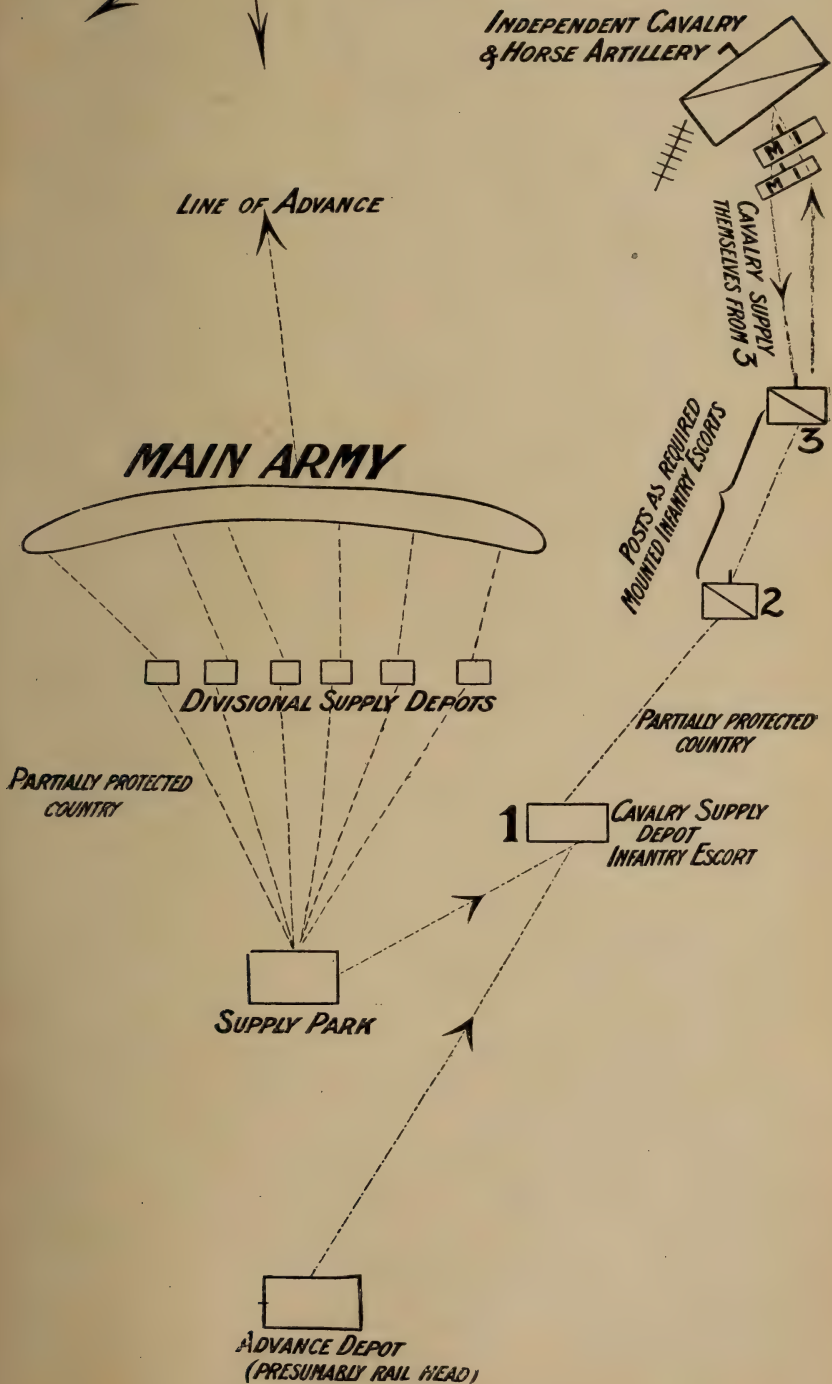 INDEPENDENT CAVALRY
& HORSE ARTILLERY
M I
M I
LINE OF ADVANCE
CAVALRY SUPPLY
THEMSELVES FROM 3
3
POSTS AS REQUIRED
MOUNTED INFANTRY ESCORTS
MAIN ARMY
2
DIVISIONAL SUPPLY DEPOTS
PARTIALLY PROTECTED
COUNTRY
PARTIALLY PROTECTED
COUNTRY
1
CAVALRY SUPPLY
DEPOT
INFANTRY ESCORT
SUPPLY PARK
ADVANCE DEPOT
(PRESUMABLY RAIL HEAD)